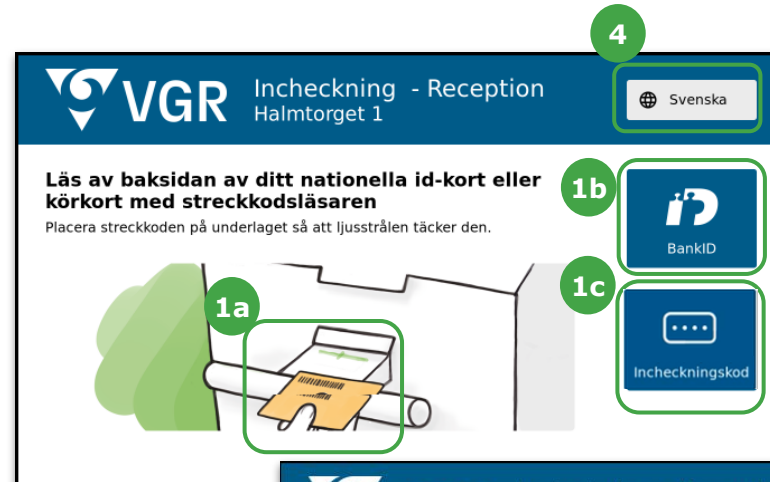 4
VGR
Incheckning - Reception
Halmtorget 1
Svenska
Läs av baksidan av ditt nationella id-kort eller
körkort med streckkodsläsaren
Placera streckkoden på underlaget så att ljusstrålen täcker den.
1b
BankID
1a
1c
Incheckningskod